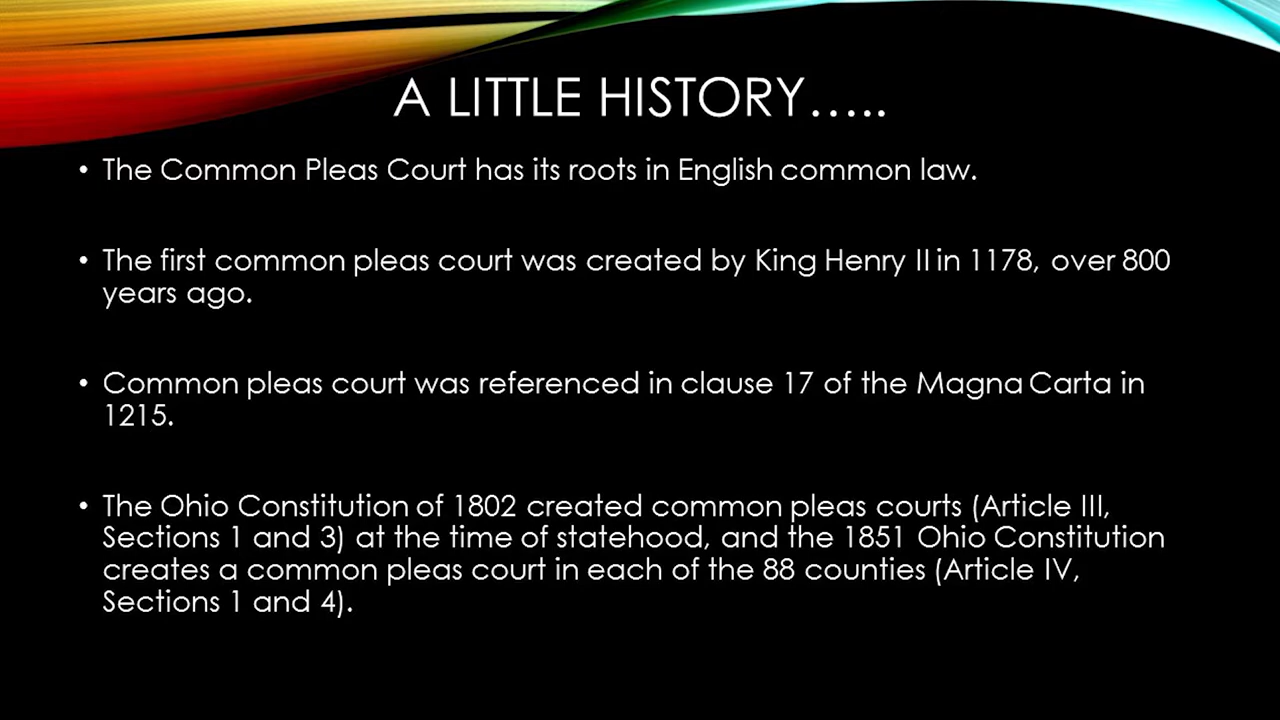 A LITTLE HISTORY…..
• The Common Pleas Court has its roots in English common law.
• The first common pleas court was created by King Henry II in 1178, over 800
years ago.
• Common pleas court was referenced in clause 17 of the Magna Carta in
1215.
• The Ohio Constitution of 1802 created common pleas courts (Article III,
Sections 1 and 3) at the time of statehood, and the 1851 Ohio Constitution
creates a common pleas court in each of the 88 counties (Article IV,
Sections 1 and 4).